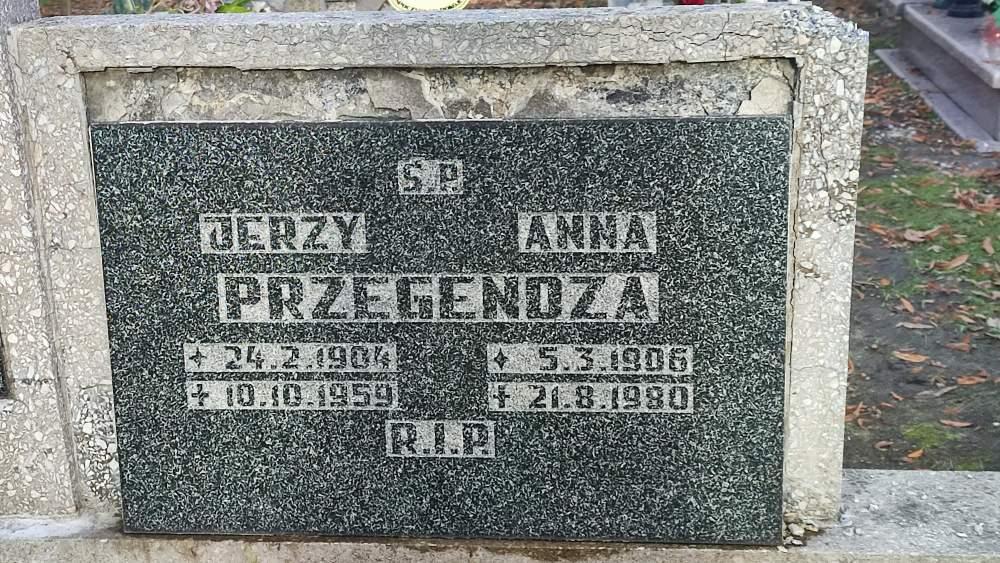 Ś.P.
JERZY ANNA
PRZEGENDZA
✦ 24.2.1904 ✦ 5.3.1906
✝ 10.10.1959 ✝ 21.8.1980
R.I.P.